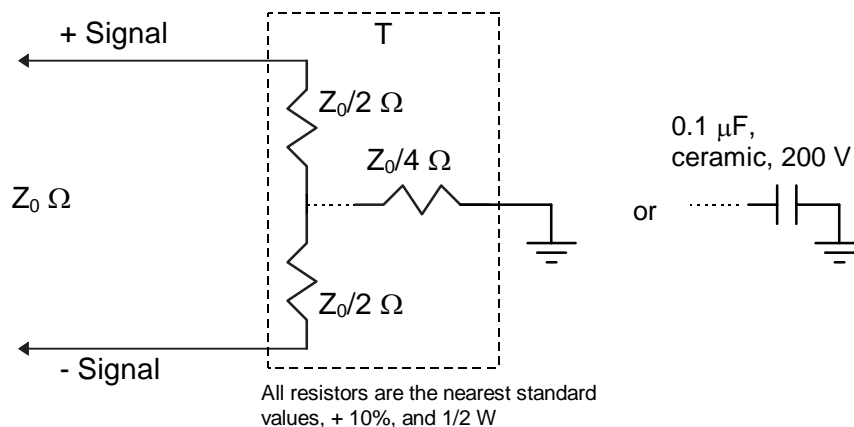 + Signal
T
Z₀/2 Ω
Z₀/4 Ω
0.1 μF,
ceramic, 200 V
Z₀ Ω
or
Z₀/2 Ω
- Signal
All resistors are the nearest standard
values, + 10%, and 1/2 W